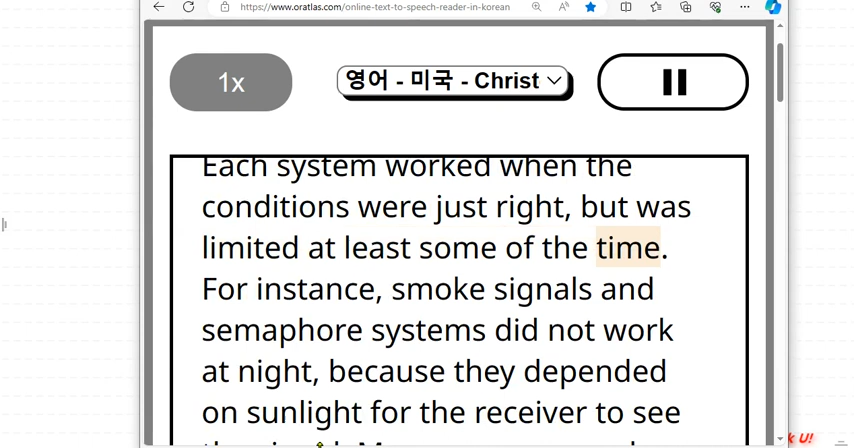 https://www.oratlas.com/online-text-to-speech-reader-in-korean
1x
영어 - 미국 - Christ
Each system worked when the
conditions were just right, but was
limited at least some of the time.
For instance, smoke signals and
semaphore systems did not work
at night, because they depended
on sunlight for the receiver to see
U!